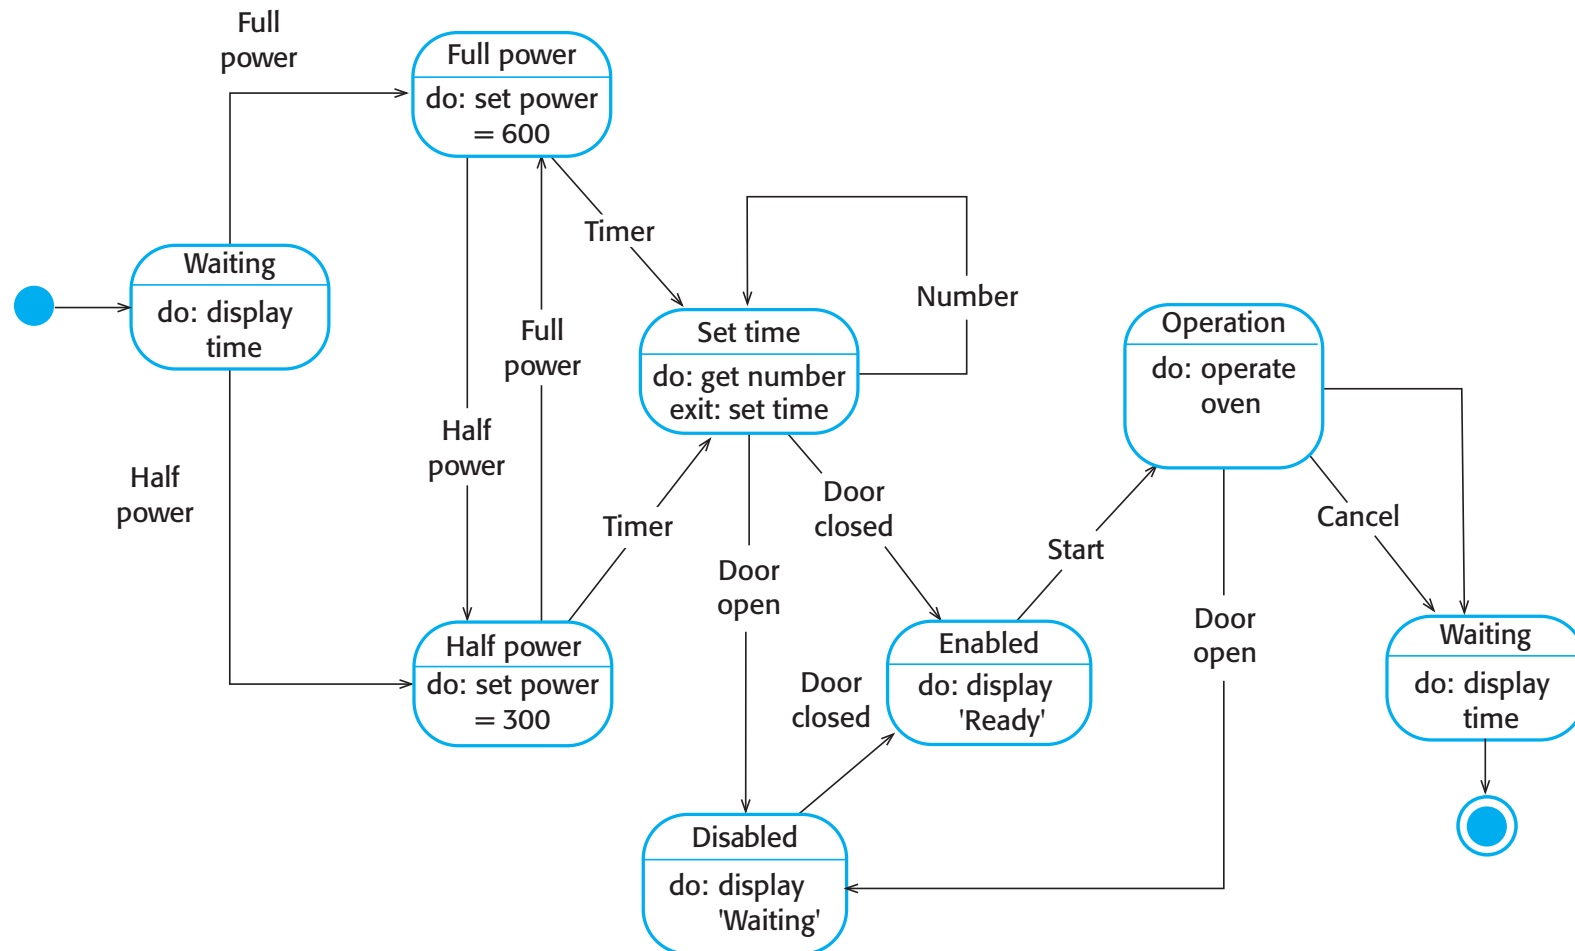 Full
power
Full power
do: set power
= 600
Timer
Waiting
do: display
time
Number
Full
power
Set time
do: get number
exit: set time
Operation
do: operate
oven
Half
power
Half
power
Timer
Door
closed
Door
open
Start
Cancel
Door
open
Half power
do: set power
= 300
Door
closed
Enabled
do: display
'Ready'
Waiting
do: display
time
Disabled
do: display
'Waiting'